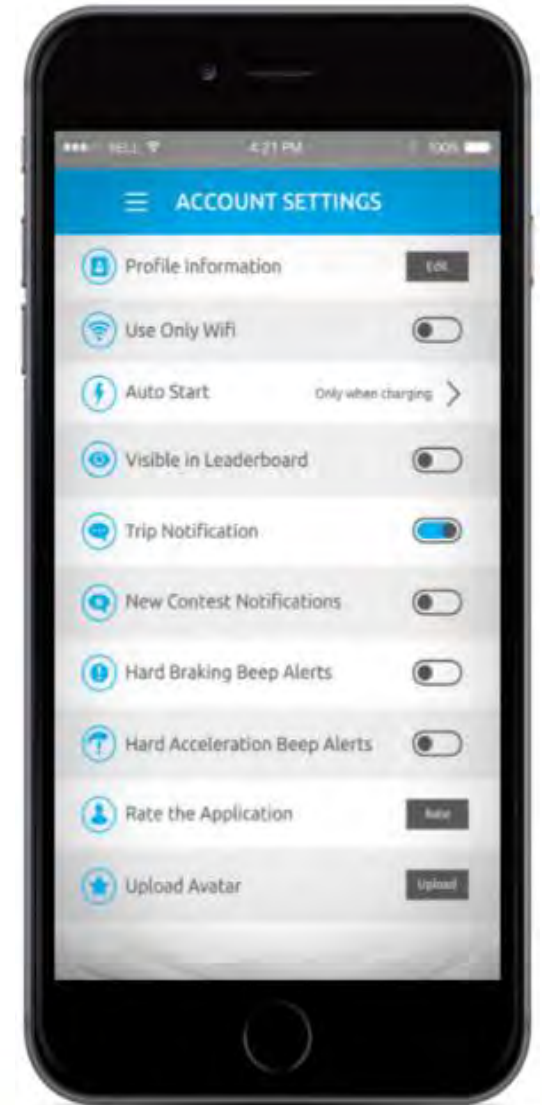 BELL 4:21 PM 100%
ACCOUNT SETTINGS
Profile Information Edit
Use Only Wifi
Auto Start Only when charging
Visible in Leaderboard
Trip Notification
New Contest Notifications
Hard Braking Beep Alerts
Hard Acceleration Beep Alerts
Rate the Application Rate
Upload Avatar Upload